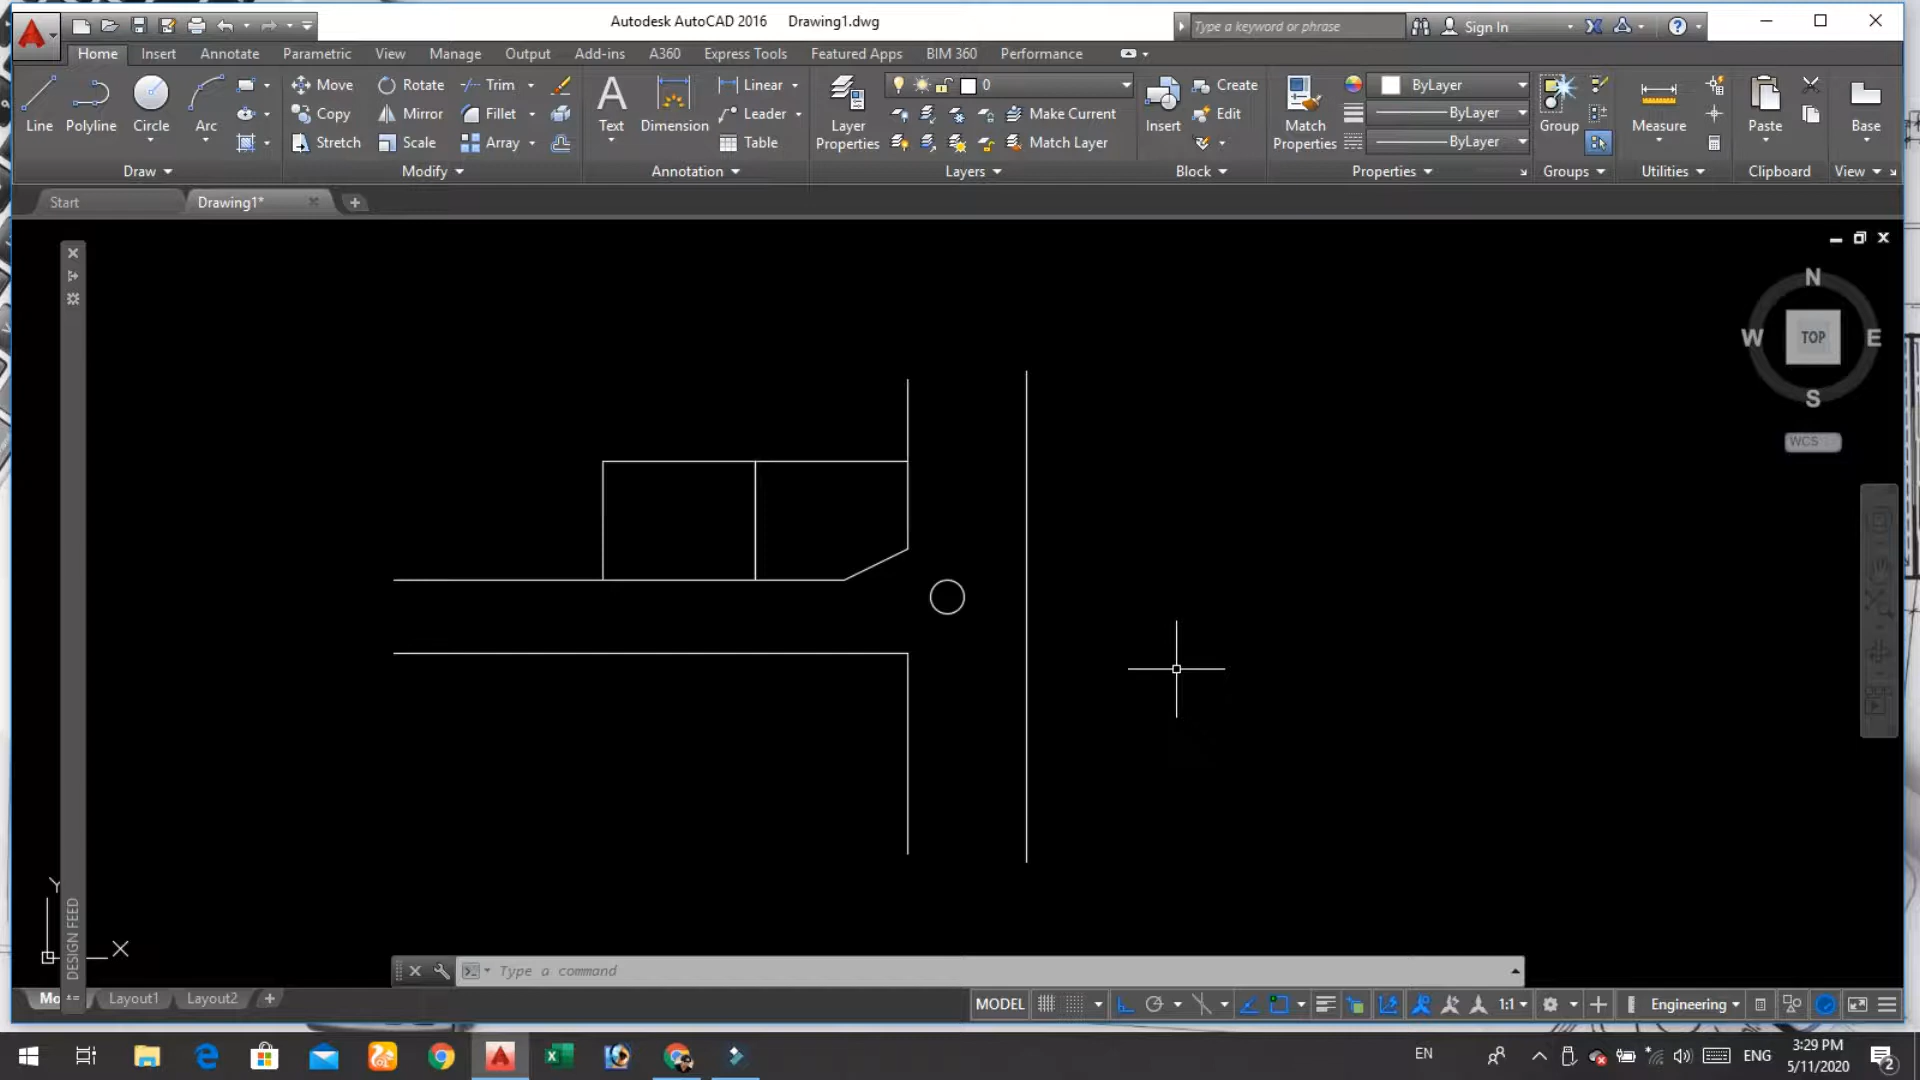 Autodesk AutoCAD 2016 Drawing1.dwg
Type a keyword or phrase
Sign In
Home Insert Annotate Parametric View Manage Output Add-ins A360 Express Tools Featured Apps BIM 360 Performance
Line Polyline Circle Arc
Move Rotate Trim
Copy Mirror Fillet
Stretch Scale Array
Text Dimension
Linear
Leader
Table
Layer Properties
0
Make Current
Match Layer
Insert
Create
Edit
Match Properties
ByLayer
ByLayer
ByLayer
Group
Measure
Paste
Base
Draw Modify Annotation Layers Block Properties Groups Utilities Clipboard View
Start Drawing1*
N
W TOP E
S
WCS
Y
X
DESIGN FEED
Type a command
Mo Layout1 Layout2
MODEL 1:1 Engineering
EN ENG
3:29 PM
5/11/2020
2